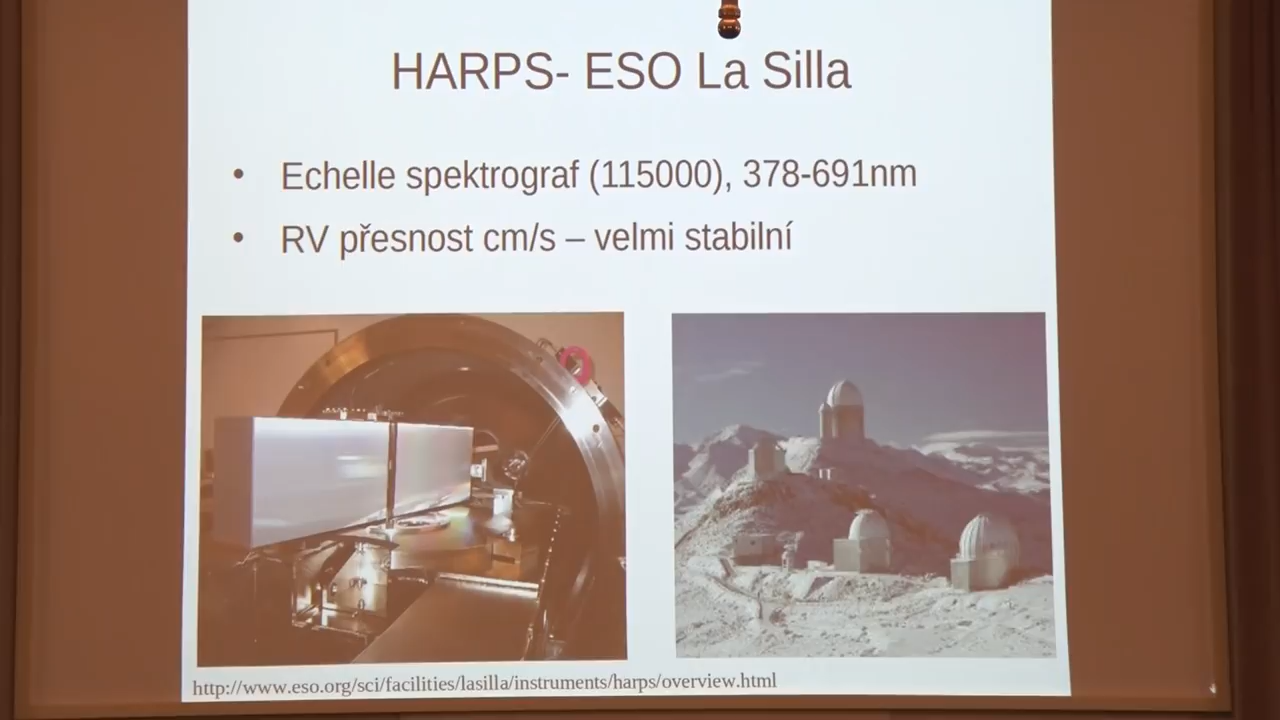 HARPS- ESO La Silla
• Echelle spektrograf (115000), 378-691nm
• RV přesnost cm/s – velmi stabilní
http://www.eso.org/sci/facilities/lasilla/instruments/harps/overview.html